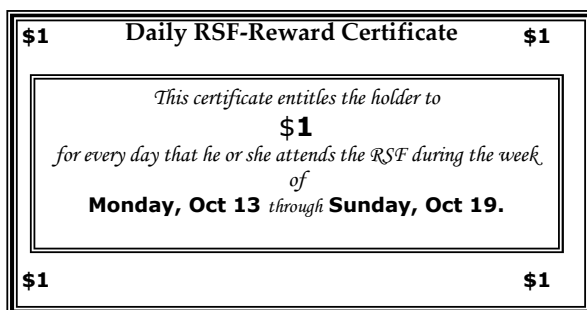 $1 Daily RSF-Reward Certificate $1
This certificate entitles the holder to
$1
for every day that he or she attends the RSF during the week
of
Monday, Oct 13 through Sunday, Oct 19.
$1 $1